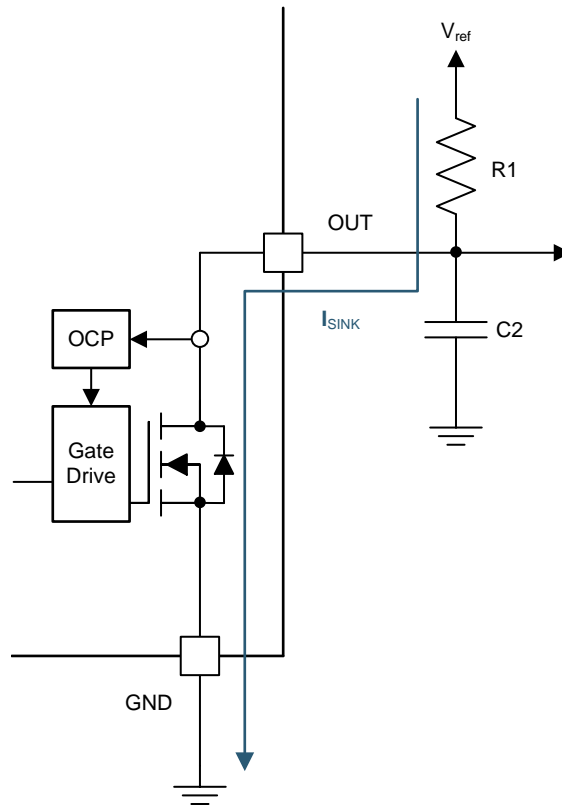 Vref
R1
OUT
ISINK
C2
OCP
Gate
Drive
GND